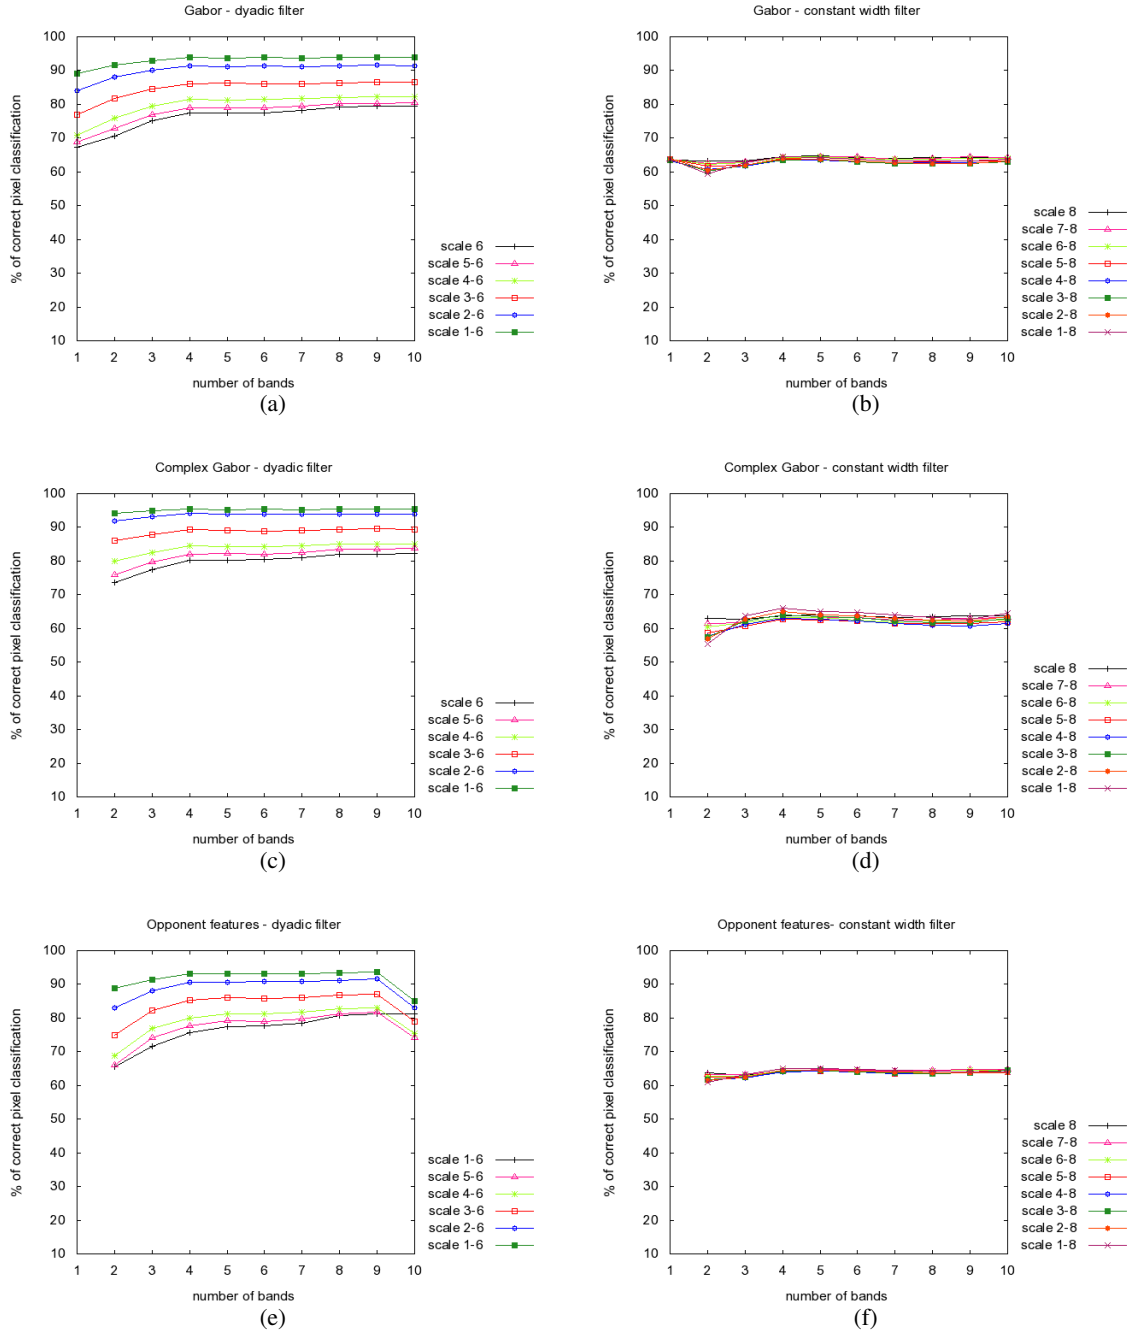 Gabor - dyadic filter
% of correct pixel classification
100
90
80
70
60
50
40
30
20
10
scale 6
scale 5-6
scale 4-6
scale 3-6
scale 2-6
scale 1-6
1 2 3 4 5 6 7 8 9 10
number of bands
(a)
Gabor - constant width filter
% of correct pixel classification
100
90
80
70
60
50
40
30
20
10
scale 8
scale 7-8
scale 6-8
scale 5-8
scale 4-8
scale 3-8
scale 2-8
scale 1-8
1 2 3 4 5 6 7 8 9 10
number of bands
(b)
Complex Gabor - dyadic filter
% of correct pixel classification
100
90
80
70
60
50
40
30
20
10
scale 6
scale 5-6
scale 4-6
scale 3-6
scale 2-6
scale 1-6
1 2 3 4 5 6 7 8 9 10
number of bands
(c)
Complex Gabor - constant width filter
% of correct pixel classification
100
90
80
70
60
50
40
30
20
10
scale 8
scale 7-8
scale 6-8
scale 5-8
scale 4-8
scale 3-8
scale 2-8
scale 1-8
1 2 3 4 5 6 7 8 9 10
number of bands
(d)
Opponent features - dyadic filter
% of correct pixel classification
100
90
80
70
60
50
40
30
20
10
scale 1-6
scale 5-6
scale 4-6
scale 3-6
scale 2-6
scale 1-6
1 2 3 4 5 6 7 8 9 10
number of bands
(e)
Opponent features- constant width filter
% of correct pixel classification
100
90
80
70
60
50
40
30
20
10
scale 8
scale 7-8
scale 6-8
scale 5-8
scale 4-8
scale 3-8
scale 2-8
scale 1-8
1 2 3 4 5 6 7 8 9 10
number of bands
(f)